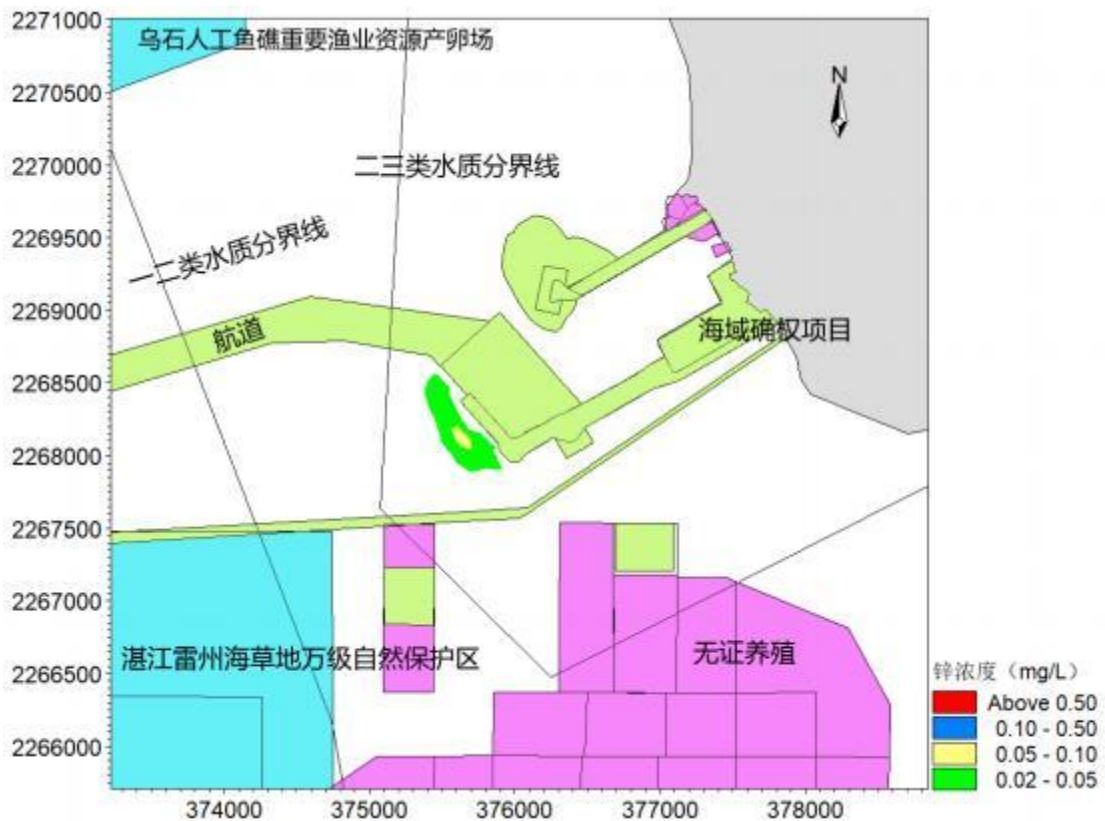 2271000
2270500
2270000
2269500
2269000
2268500
2268000
2267500
2267000
2266500
2266000
374000
375000
376000
377000
378000
乌石人工鱼礁重要渔业资源产卵场
N
二三类水质分界线
一二类水质分界线
航道
海域确权项目
湛江雷州海草地万级自然保护区
无证养殖
锌浓度（mg/L）
Above 0.50
0.10 - 0.50
0.05 - 0.10
0.02 - 0.05